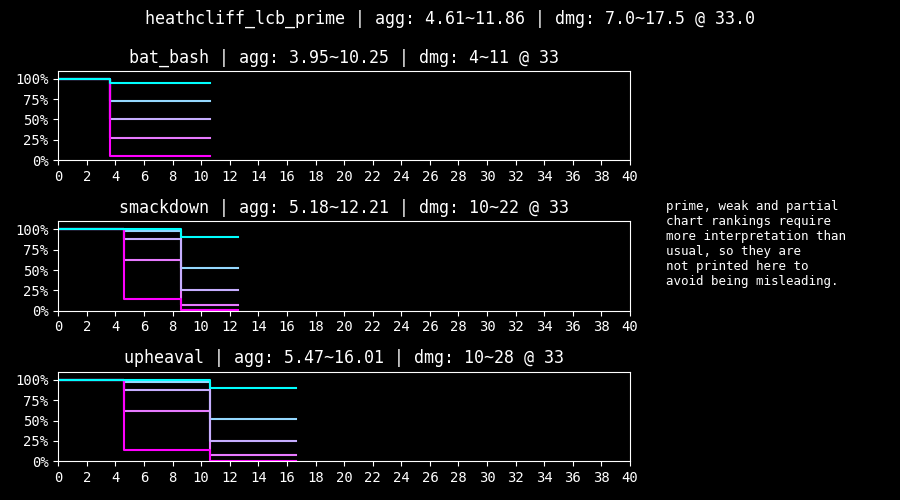 heathcliff_lcb_prime | agg: 4.61~11.86 | dmg: 7.0~17.5 @ 33.0
bat_bash | agg: 3.95~10.25 | dmg: 4~11 @ 33
100%
75%
50%
25%
0%
0 2 4 6 8 10 12 14 16 18 20 22 24 26 28 30 32 34 36 38 40
smackdown | agg: 5.18~12.21 | dmg: 10~22 @ 33
100%
75%
50%
25%
0%
0 2 4 6 8 10 12 14 16 18 20 22 24 26 28 30 32 34 36 38 40
prime, weak and partial
chart rankings require
more interpretation than
usual, so they are
not printed here to
avoid being misleading.
upheaval | agg: 5.47~16.01 | dmg: 10~28 @ 33
100%
75%
50%
25%
0%
0 2 4 6 8 10 12 14 16 18 20 22 24 26 28 30 32 34 36 38 40